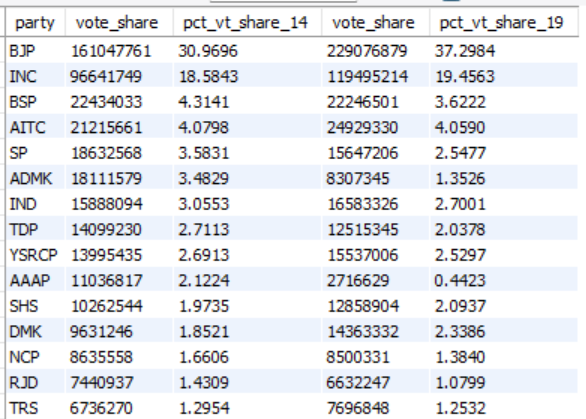 party vote_share pct_vt_share_14 vote_share pct_vt_share_19
BJP 161047761 30.9696 229076879 37.2984
INC 96641749 18.5843 119495214 19.4563
BSP 22434033 4.3141 22246501 3.6222
AITC 21215661 4.0798 24929330 4.0590
SP 18632568 3.5831 15647206 2.5477
ADMK 18111579 3.4829 8307345 1.3526
IND 15888094 3.0553 16583326 2.7001
TDP 14099230 2.7113 12515345 2.0378
YSRCP 13995435 2.6913 15537006 2.5297
AAAP 11036817 2.1224 2716629 0.4423
SHS 10262544 1.9735 12858904 2.0937
DMK 9631246 1.8521 14363332 2.3386
NCP 8635558 1.6606 8500331 1.3840
RJD 7440937 1.4309 6632247 1.0799
TRS 6736270 1.2954 7696848 1.2532